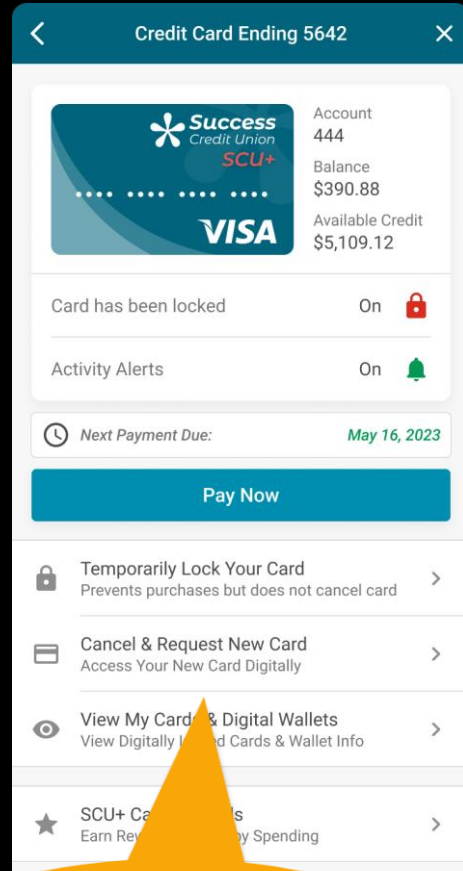 Credit Card Ending 5642
Success
Credit Union
SCU+
VISA
Account
444
Balance
$390.88
Available Credit
$5,109.12
Card has been locked On
Activity Alerts On
Next Payment Due: May 16, 2023
Pay Now
Temporarily Lock Your Card
Prevents purchases but does not cancel card
Cancel & Request New Card
Access Your New Card Digitally
View My Cards & Digital Wallets
View Digitally Cards & Wallet Info
SCU+
Earn by Spending